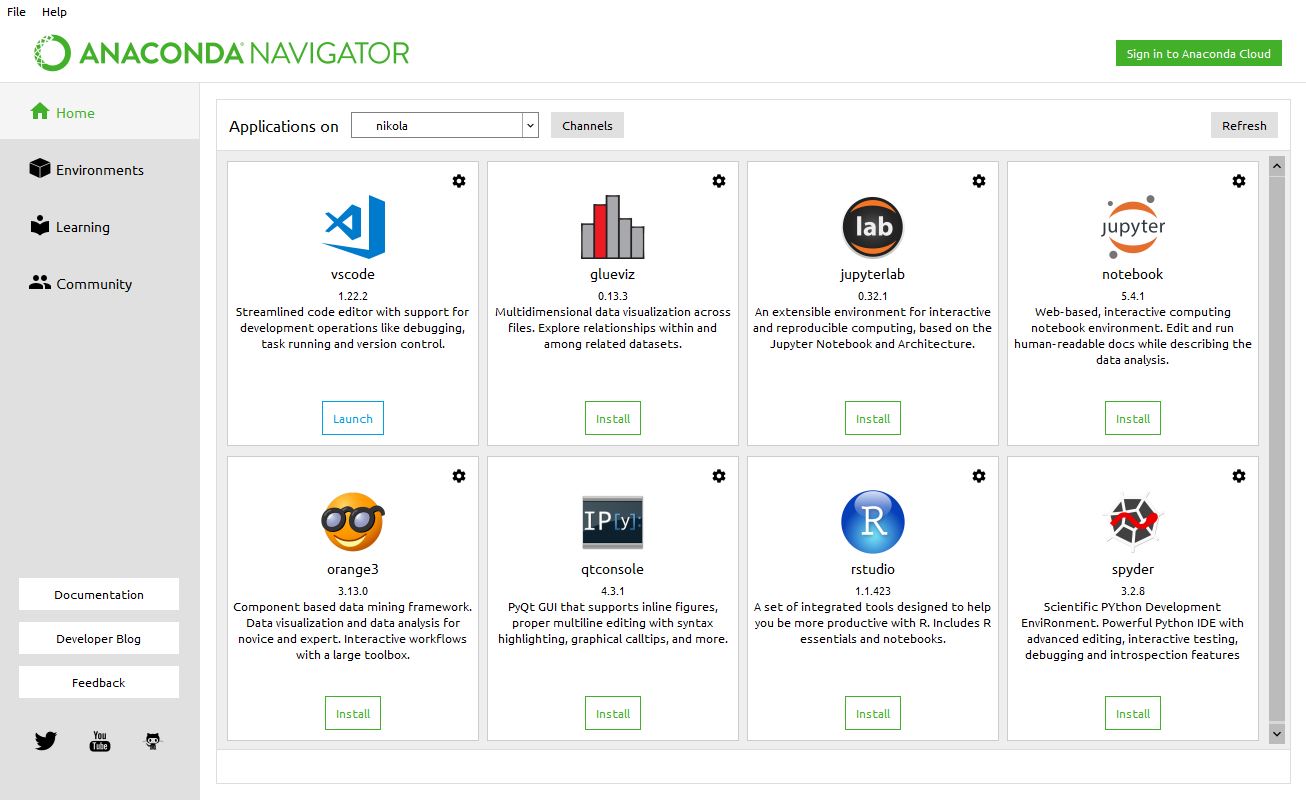 File Help
ANACONDA NAVIGATOR
Sign in to Anaconda Cloud
Home
Environments
Learning
Community
Documentation
Developer Blog
Feedback
You
Tube
Applications on nikola Channels
Refresh
vscode
1.22.2
Streamlined code editor with support for
development operations like debugging,
task running and version control.
Launch
glueviz
0.13.3
Multidimensional data visualization across
files. Explore relationships within and
among related datasets.
Install
lab
jupyterlab
0.32.1
An extensible environment for interactive
and reproducible computing, based on the
Jupyter Notebook and Architecture.
Install
jupyter
notebook
5.4.1
Web-based, interactive computing
notebook environment. Edit and run
human-readable docs while describing the
data analysis.
Install
orange3
3.13.0
Component based data mining framework.
Data visualization and data analysis for
novice and expert. Interactive workflows
with a large toolbox.
Install
IP[y]:
qtconsole
4.3.1
PyQt GUI that supports inline figures,
proper multiline editing with syntax
highlighting, graphical calltips, and more.
Install
R
rstudio
1.1.423
A set of integrated tools designed to help
you be more productive with R. Includes R
essentials and notebooks.
Install
spyder
3.2.8
Scientific PYthon Development
EnviRonment. Powerful Python IDE with
advanced editing, interactive testing,
debugging and introspection features
Install